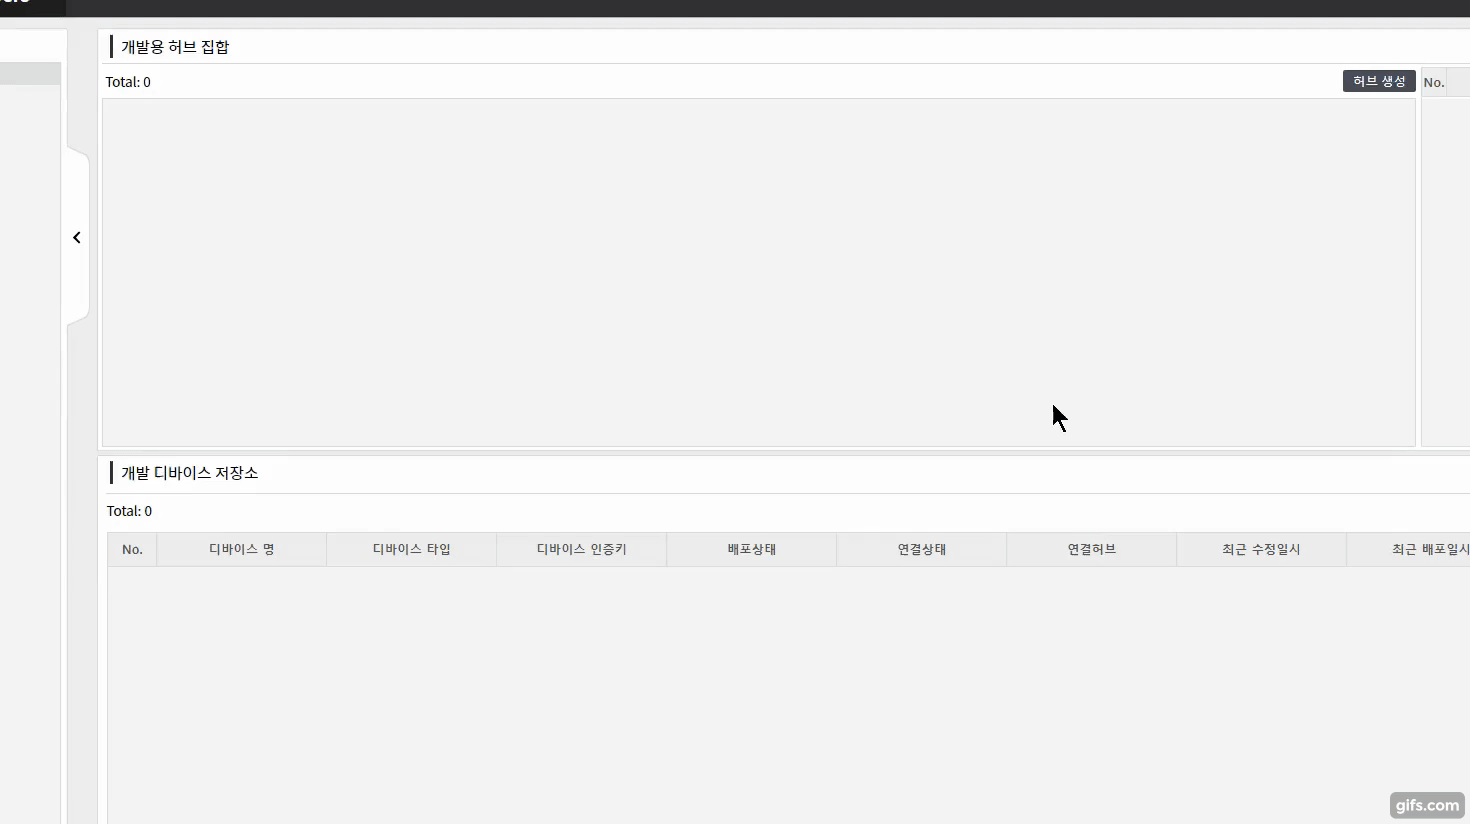 개발용 허브 집합
Total: 0
허브 생성
No.
개발 디바이스 저장소
Total: 0
No. 디바이스 명 디바이스 타입 디바이스 인증키 배포상태 연결상태 연결허브 최근 수정일시 최근 배포일시
gifs.com